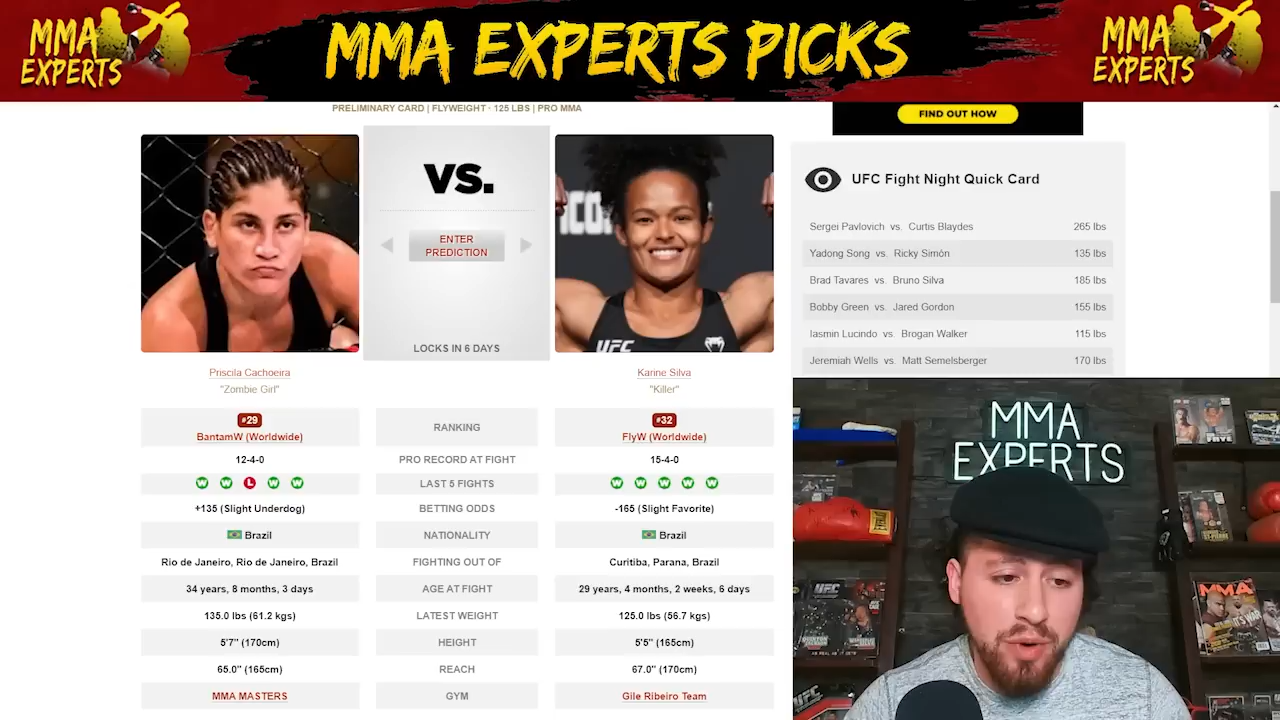 MMA EXPERTS
MMA EXPERTS PICKS
MMA EXPERTS
PRELIMINARY CARD | FLYWEIGHT · 125 LBS | PRO MMA
VS.
ENTER
PREDICTION
LOCKS IN 6 DAYS
UFC
Priscila Cachoeira
"Zombie Girl"
Karine Silva
"Killer"
#29
BantamW (Worldwide)
RANKING
#32
FlyW (Worldwide)
12-4-0
PRO RECORD AT FIGHT
15-4-0
W W L W W
LAST 5 FIGHTS
W W W W W
+135 (Slight Underdog)
BETTING ODDS
-165 (Slight Favorite)
Brazil
NATIONALITY
Brazil
Rio de Janeiro, Rio de Janeiro, Brazil
FIGHTING OUT OF
Curitiba, Parana, Brazil
34 years, 8 months, 3 days
AGE AT FIGHT
29 years, 4 months, 2 weeks, 6 days
135.0 lbs (61.2 kgs)
LATEST WEIGHT
125.0 lbs (56.7 kgs)
5'7" (170cm)
HEIGHT
5'5" (165cm)
65.0" (165cm)
REACH
67.0" (170cm)
MMA MASTERS
GYM
Gile Ribeiro Team
FIND OUT HOW
UFC Fight Night Quick Card
Sergei Pavlovich vs. Curtis Blaydes 265 lbs
Yadong Song vs. Ricky Simón 135 lbs
Brad Tavares vs. Bruno Silva 185 lbs
Bobby Green vs. Jared Gordon 155 lbs
Iasmin Lucindo vs. Brogan Walker 115 lbs
Jeremiah Wells vs. Matt Semelsberger 170 lbs
MMA
EXPERTS
FRYE
UFC
MMA
UFC